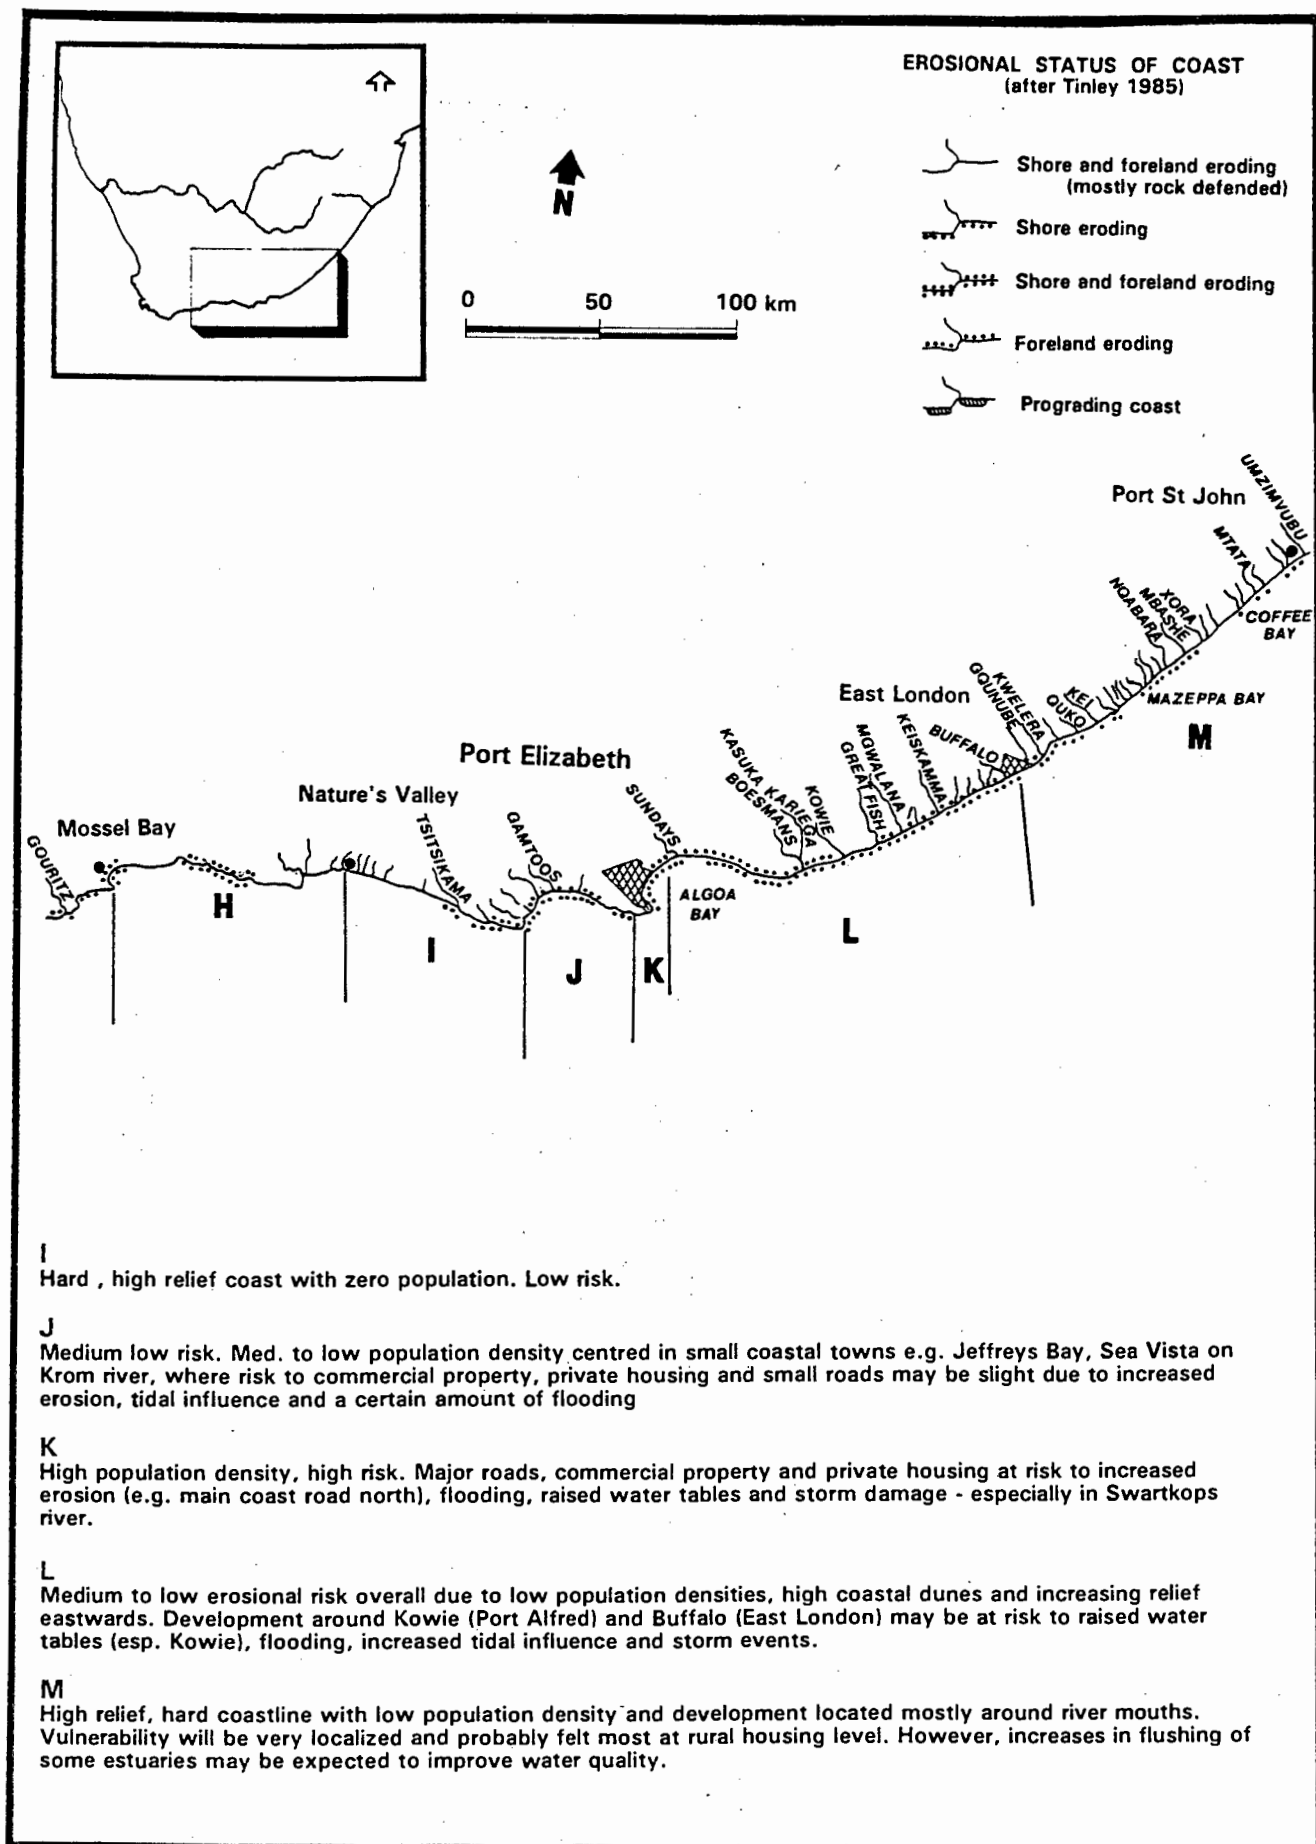 EROSIONAL STATUS OF COAST
(after Tinley 1985)
Shore and foreland eroding
(mostly rock defended)
Shore eroding
Shore and foreland eroding
Foreland eroding
Prograding coast
N
0 50 100 km
Port St John
UMZIMVUBU
MTATA
COFFEE
BAY
XORA
MBASHE
NQABARA
MAZEPPA BAY
M
East London
KEI
QUKO
KWELERA
GQUNUBE
BUFFALO
KEISKAMMA
MGWALANA
GREAT FISH
KOWIE
KARIEGA
KASUKA
BOESMANS
L
Port Elizabeth
SUNDAYS
ALGOA
BAY
K
GAMTOOS
J
Nature's Valley
TSITSIKAMA
I
Mossel Bay
GOURITZ
H
I
Hard , high relief coast with zero population. Low risk.
J
Medium low risk. Med. to low population density centred in small coastal towns e.g. Jeffreys Bay, Sea Vista on
Krom river, where risk to commercial property, private housing and small roads may be slight due to increased
erosion, tidal influence and a certain amount of flooding
K
High population density, high risk. Major roads, commercial property and private housing at risk to increased
erosion (e.g. main coast road north), flooding, raised water tables and storm damage - especially in Swartkops
river.
L
Medium to low erosional risk overall due to low population densities, high coastal dunes and increasing relief
eastwards. Development around Kowie (Port Alfred) and Buffalo (East London) may be at risk to raised water
tables (esp. Kowie), flooding, increased tidal influence and storm events.
M
High relief, hard coastline with low population density and development located mostly around river mouths.
Vulnerability will be very localized and probably felt most at rural housing level. However, increases in flushing of
some estuaries may be expected to improve water quality.